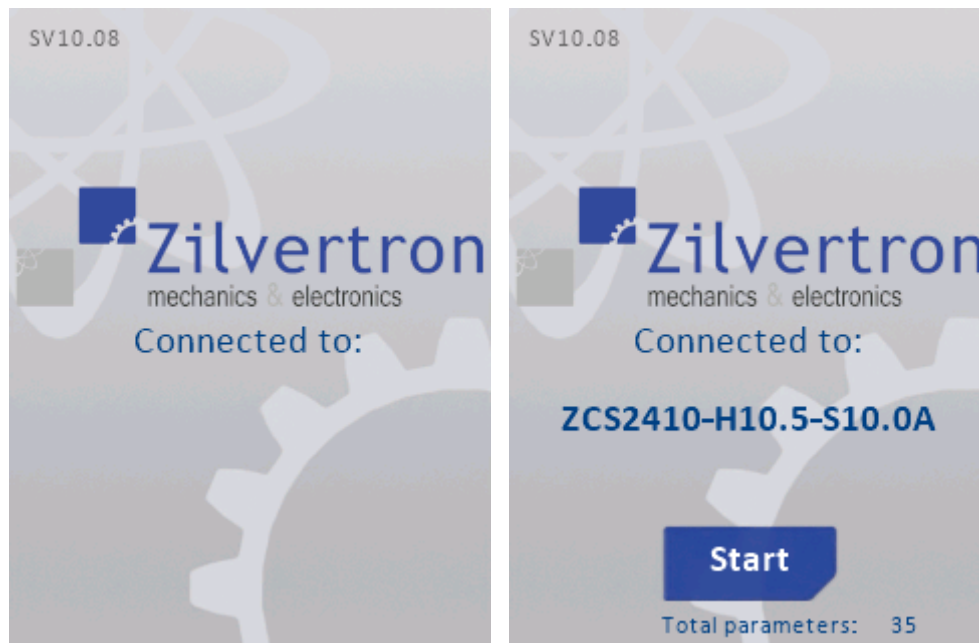 SV10.08
Zilvertron
mechanics & electronics
Connected to:
SV10.08
Zilvertron
mechanics & electronics
Connected to:
ZCS2410-H10.5-S10.0A
Start
Total parameters: 35